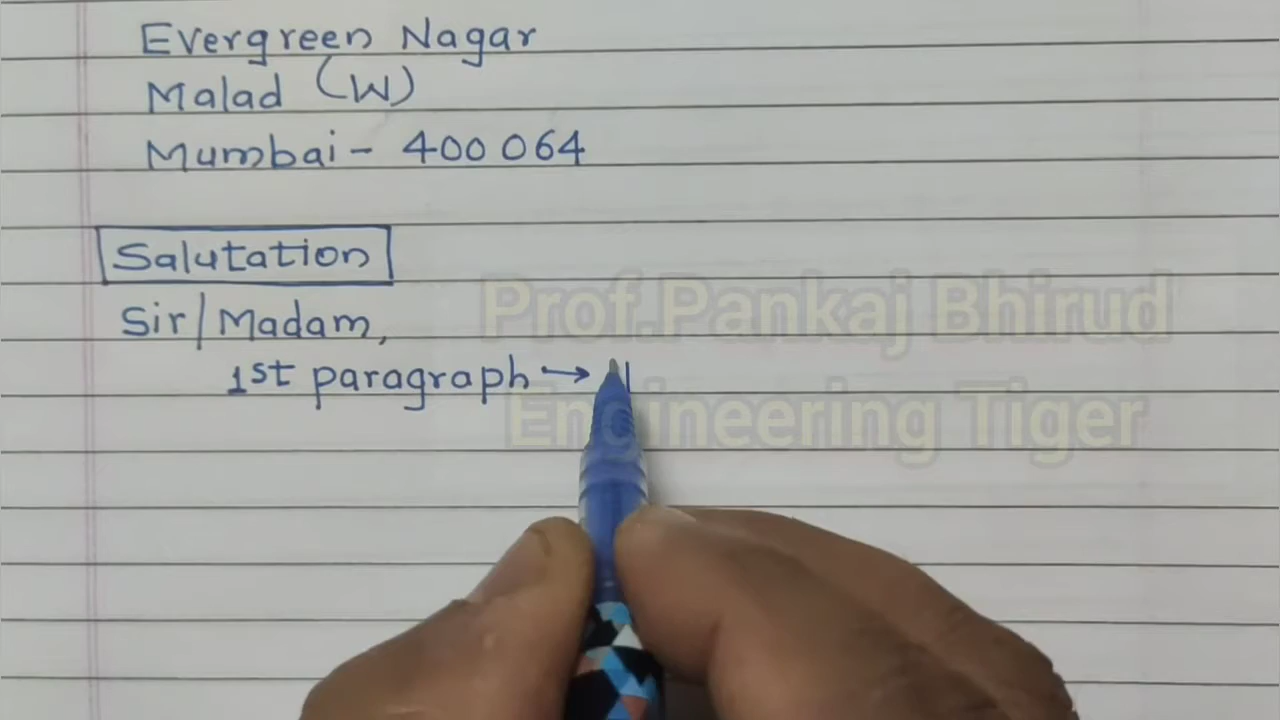 Evergreen Nagar
Malad (W)
Mumbai - 400 064
Salutation
Sir/Madam,
Prof.Pankaj Bhirud
1st paragraph →
Engineering Tiger